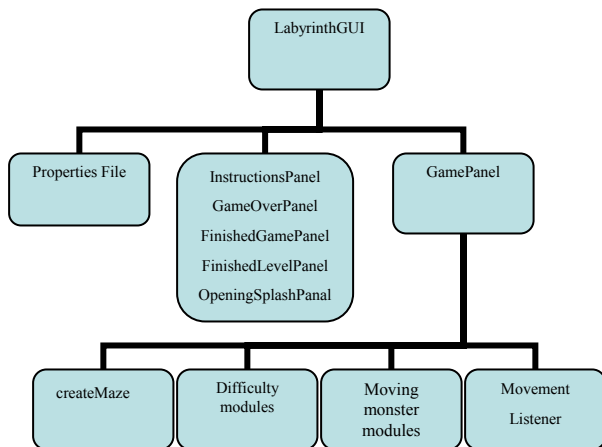 LabyrinthGUI
Properties File
InstructionsPanel
GameOverPanel
FinishedGamePanel
FinishedLevelPanel
OpeningSplashPanal
GamePanel
createMaze
Difficulty
modules
Moving
monster
modules
Movement
Listener